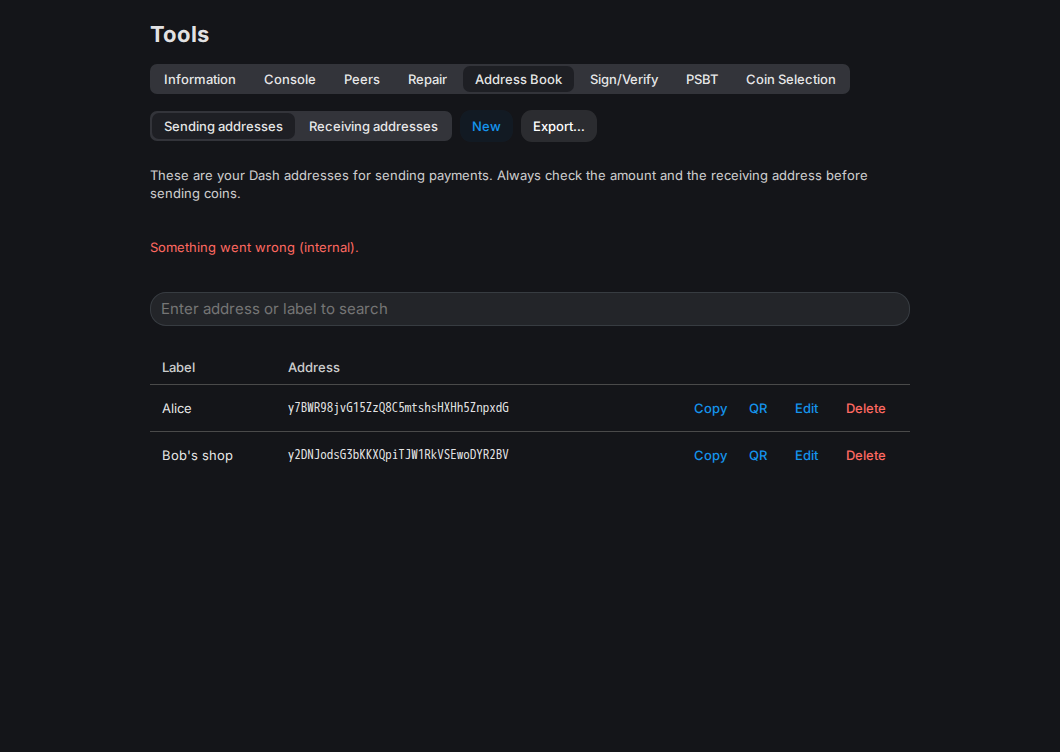 Tools
Information Console Peers Repair Address Book Sign/Verify PSBT Coin Selection
Sending addresses Receiving addresses New Export...
These are your Dash addresses for sending payments. Always check the amount and the receiving address before
sending coins.
Something went wrong (internal).
Enter address or label to search
Label Address
Alice y7BWR98jvG15ZzQ8C5mtshsHXHh5ZnpxdG Copy QR Edit Delete
Bob's shop y2DNJodsG3bKKXQpiTJW1RkVSEwoDYR2BV Copy QR Edit Delete